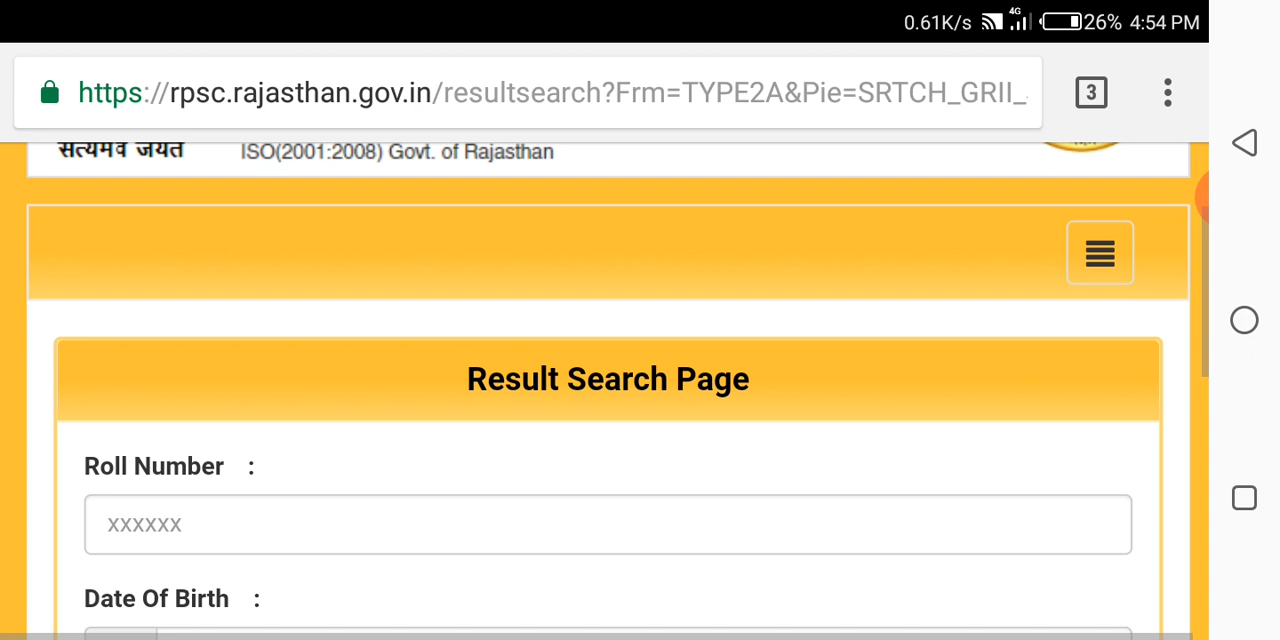 0.61K/s 4G 26% 4:54 PM
https://rpsc.rajasthan.gov.in/resultsearch?Frm=TYPE2A&Pie=SRTCH_GRII_ 3
सत्यमेव जयते ISO(2001:2008) Govt. of Rajasthan
Result Search Page
Roll Number :
xxxxxx
Date Of Birth :